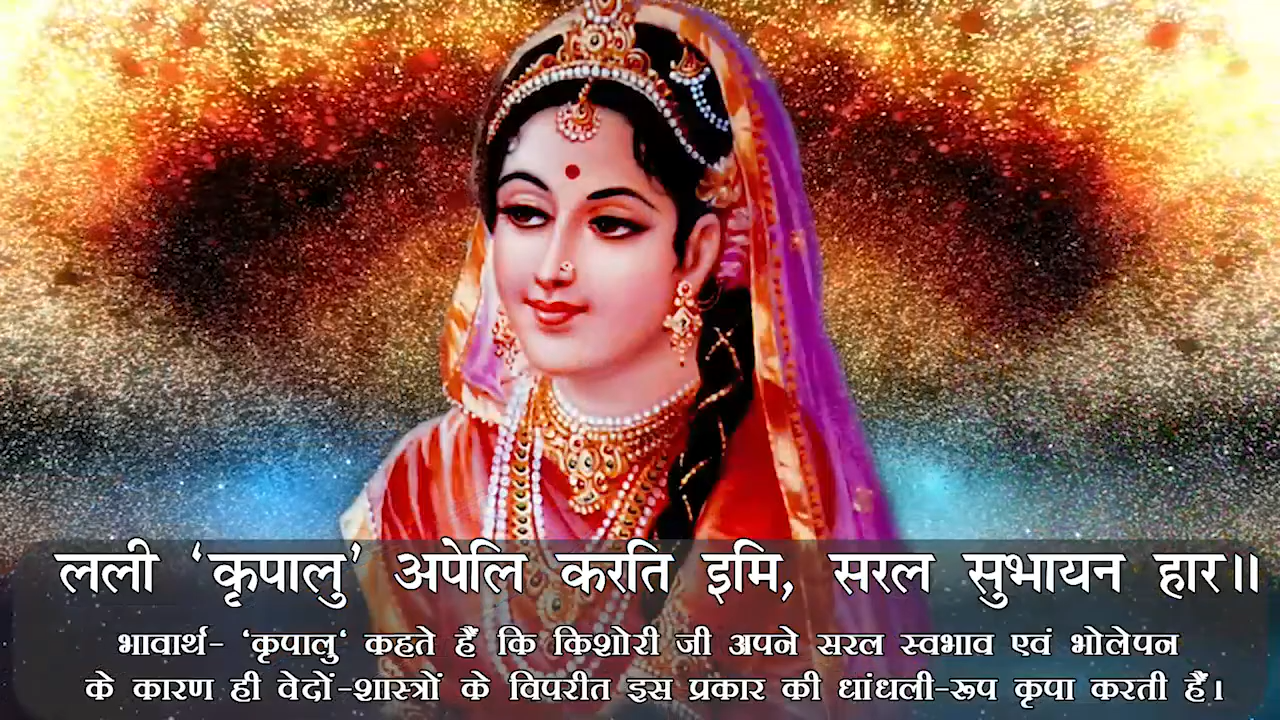 लली ‘कृपालु’ अपेलि करति इमि, सरल सुभायन हार॥
भावार्थ- ‘कृपालु‘ कहते हैं कि किशोरी जी अपने सरल स्वभाव एवं भोलेपन
के कारण ही वेदों-शास्त्रों के विपरीत इस प्रकार की धांधली-रूप कृपा करती हैं।